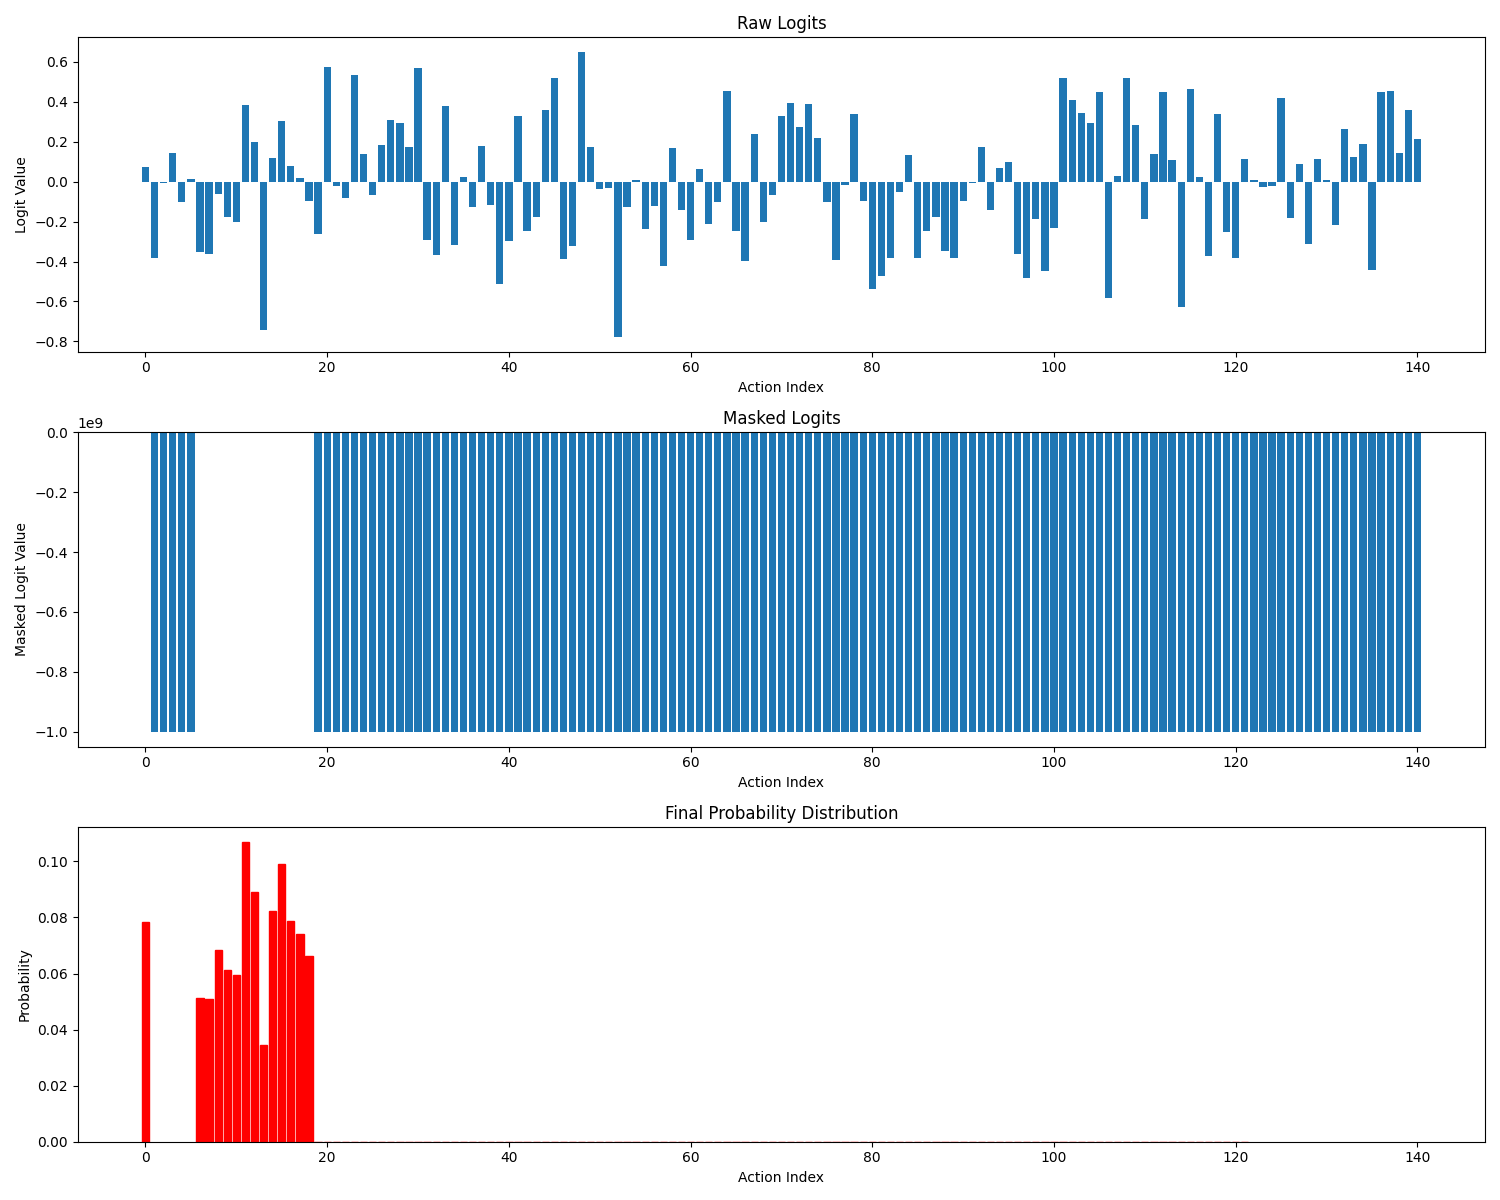 Raw Logits
0.6
0.4
0.2
0.0
−0.2
−0.4
−0.6
−0.8
Logit Value
0 20 40 60 80 100 120 140
Action Index
Masked Logits
1e9
0.0
−0.2
−0.4
−0.6
−0.8
−1.0
Masked Logit Value
0 20 40 60 80 100 120 140
Action Index
Final Probability Distribution
0.10
0.08
0.06
0.04
0.02
0.00
Probability
0 20 40 60 80 100 120 140
Action Index